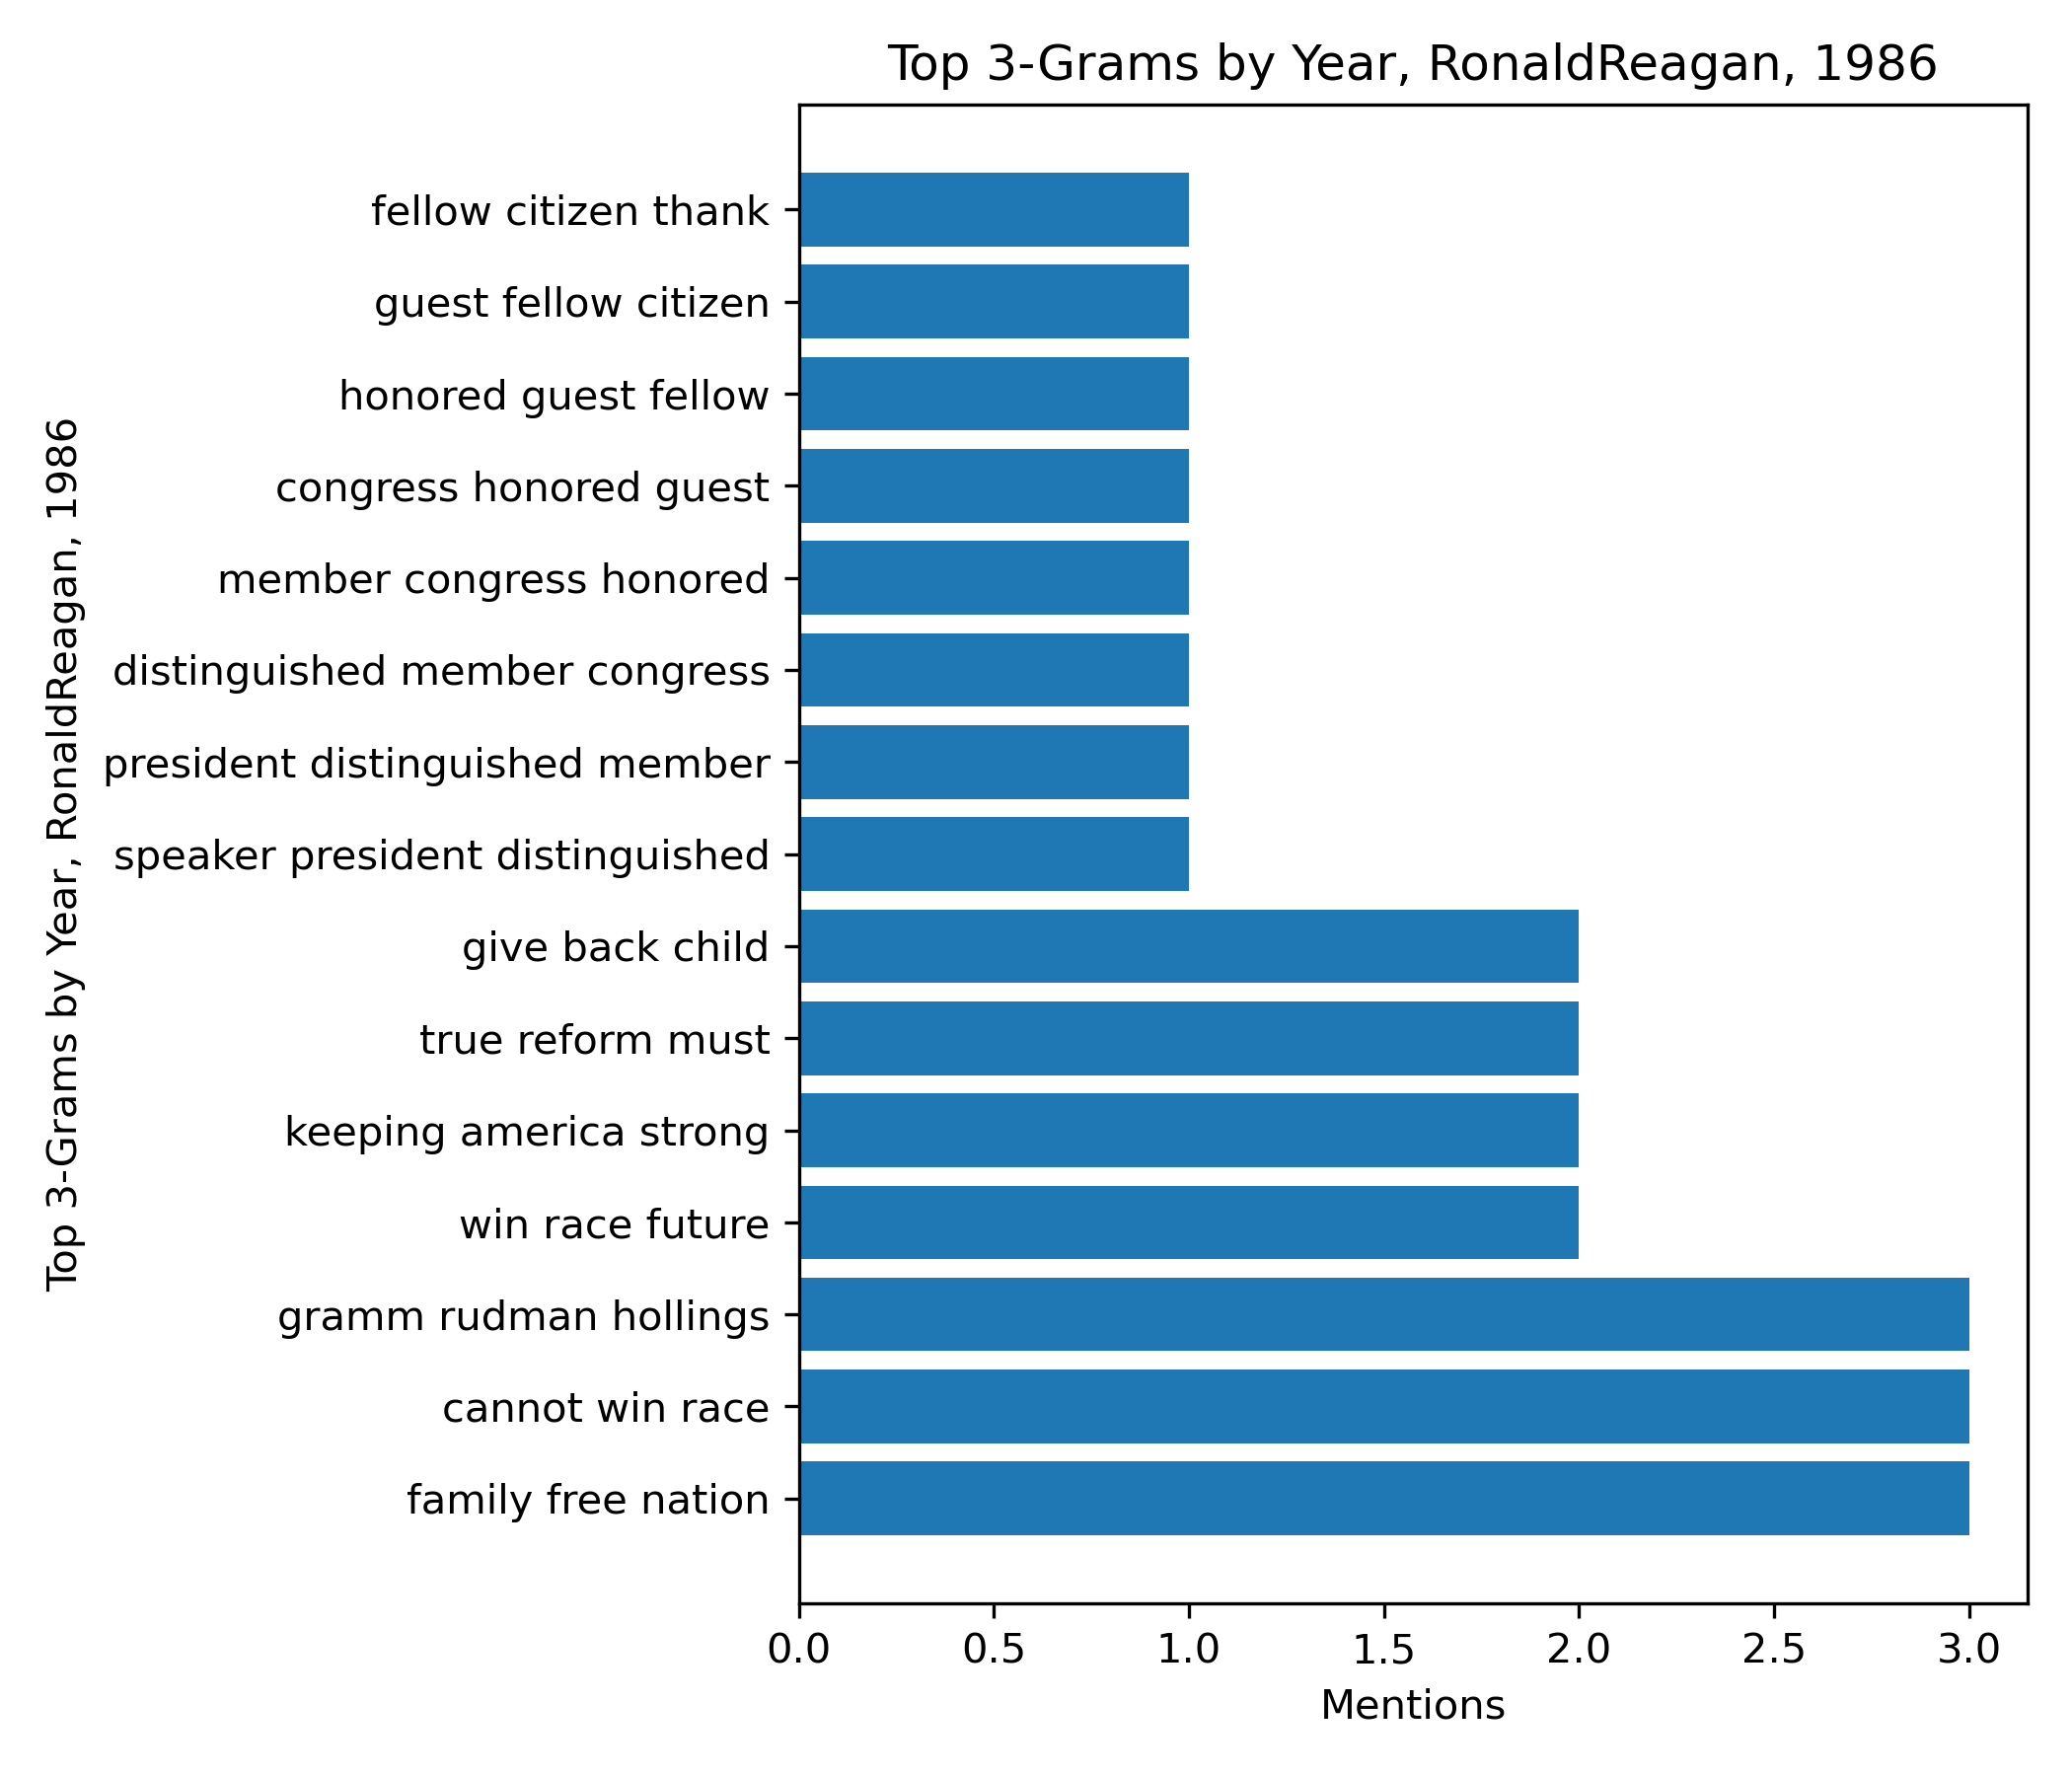 Top 3-Grams by Year, RonaldReagan, 1986
Top 3-Grams by Year, RonaldReagan, 1986
fellow citizen thank
guest fellow citizen
honored guest fellow
congress honored guest
member congress honored
distinguished member congress
president distinguished member
speaker president distinguished
give back child
true reform must
keeping america strong
win race future
gramm rudman hollings
cannot win race
family free nation
0.0 0.5 1.0 1.5 2.0 2.5 3.0
Mentions